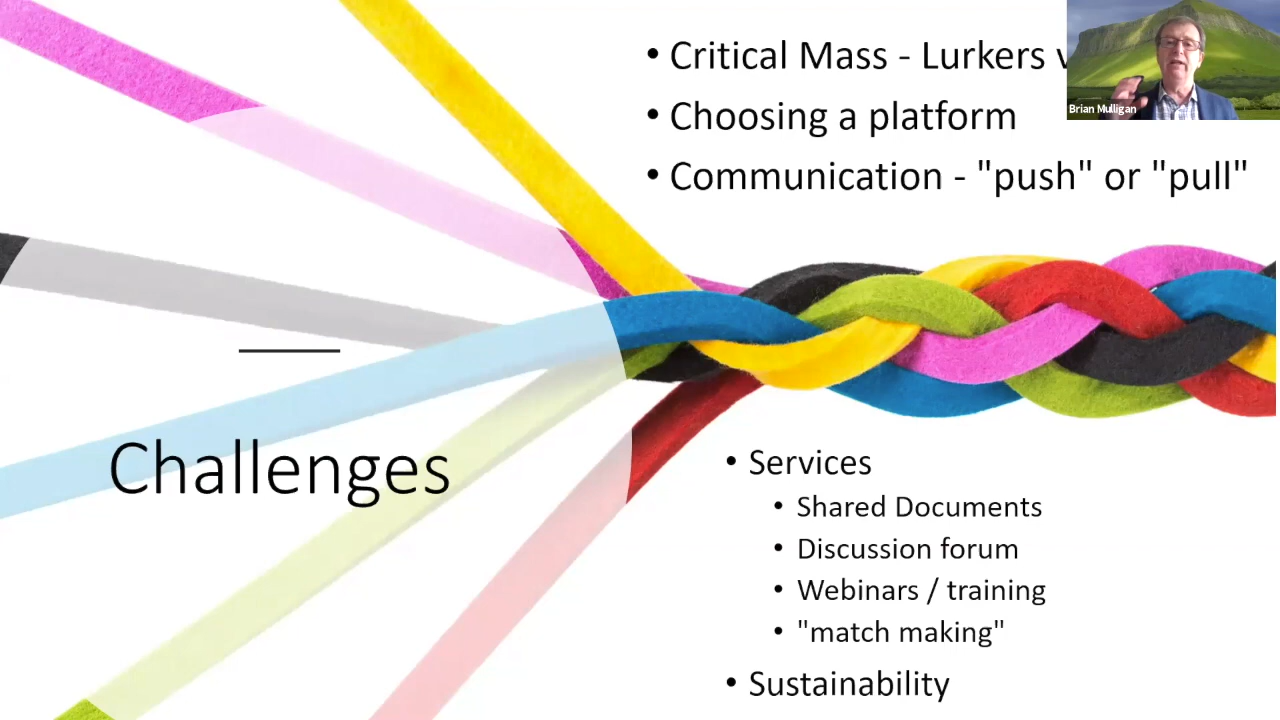 • Critical Mass - Lurkers
• Choosing a platform
• Communication - "push" or "pull"
Brian Mulligan
Challenges
• Services
• Shared Documents
• Discussion forum
• Webinars / training
• "match making"
• Sustainability